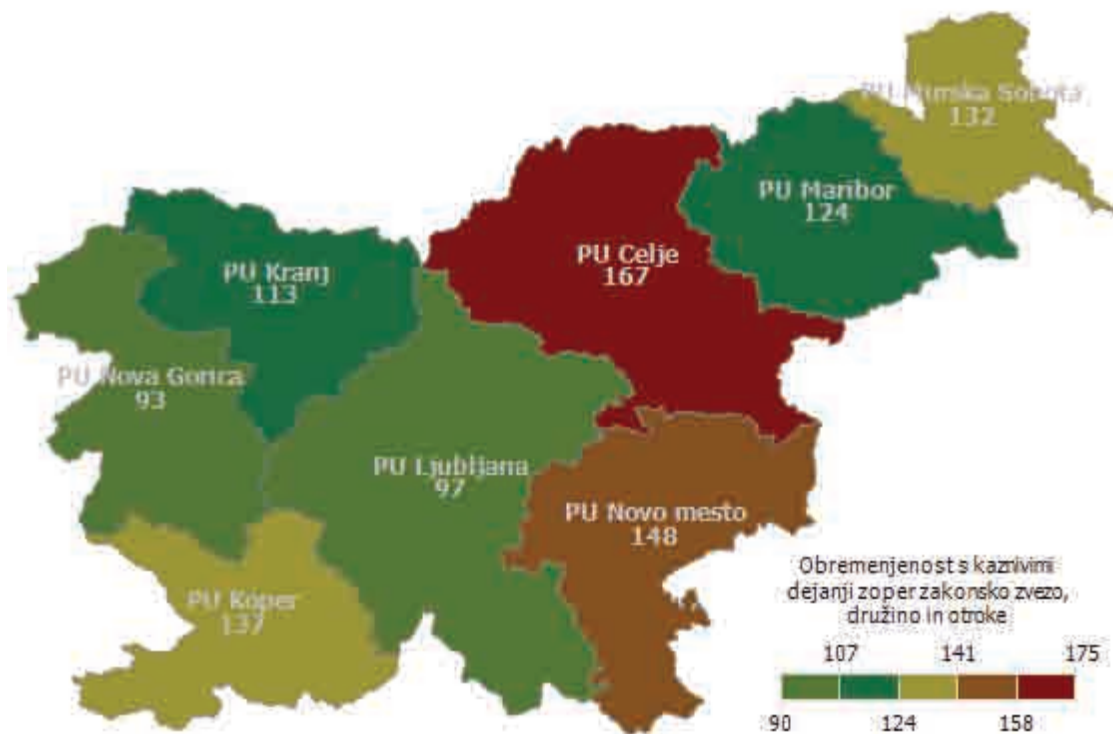 PU Murska Sobota
132
PU Maribor
124
PU Celje
167
PU Kranj
113
PU Nova Gorica
93
PU Ljubljana
97
PU Novo mesto
148
PU Koper
137
Obremenjenost s kaznivimi
dejanji zoper zakonsko zvezo,
družino in otroke
107 141 175
90 124 158